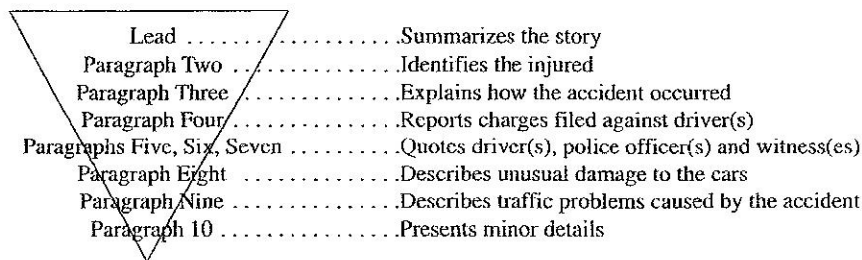 Lead . . . . . . . . . . . . . . . . . . . .Summarizes the story
Paragraph Two . . . . . . . . . . . . . . .Identifies the injured
Paragraph Three . . . . . . . . . . . . . .Explains how the accident occurred
Paragraph Four . . . . . . . . . . . . . . .Reports charges filed against driver(s)
Paragraphs Five, Six, Seven . . . . . . . . . .Quotes driver(s), police officer(s) and witness(es)
Paragraph Eight . . . . . . . . . . . . . . .Describes unusual damage to the cars
Paragraph Nine . . . . . . . . . . . . . . .Describes traffic problems caused by the accident
Paragraph 10 . . . . . . . . . . . . . . .Presents minor details